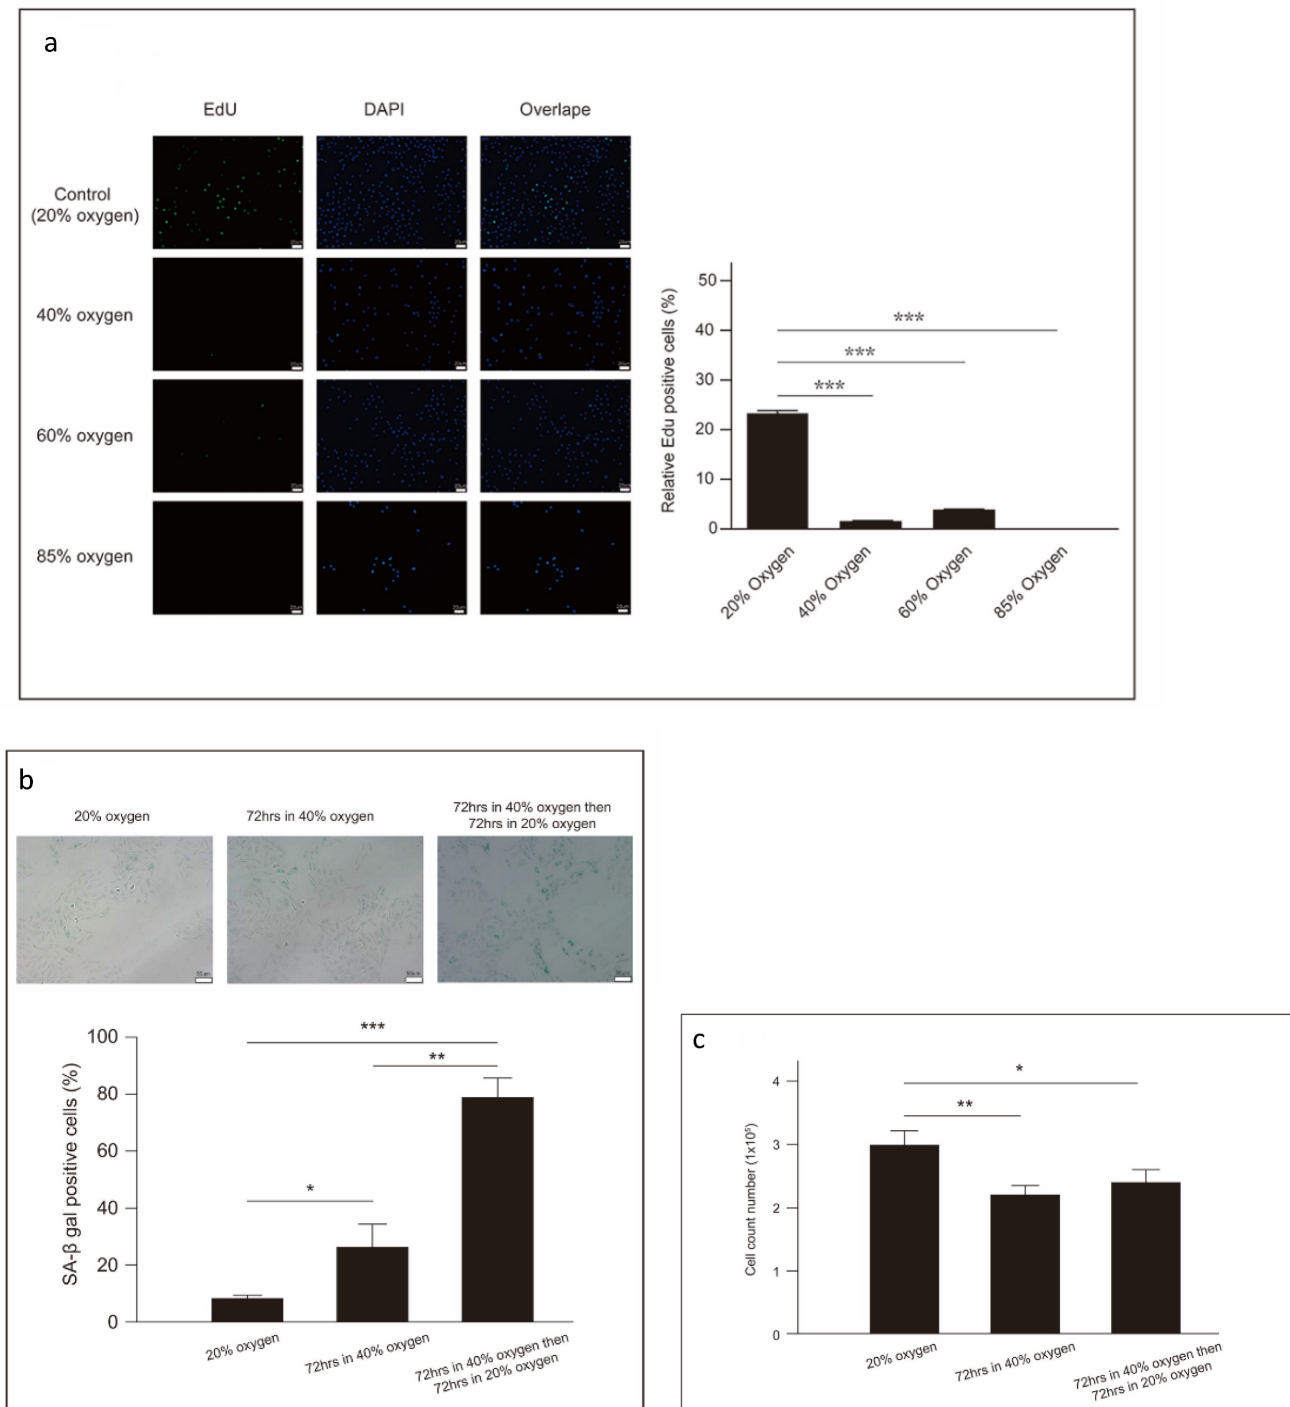 a
EdU
DAPI
Overlape
Control
(20% oxygen)
40% oxygen
60% oxygen
85% oxygen
Relative Edu positive cells (%)
50
40
30
20
10
0
***
***
***
20% Oxygen
40% Oxygen
60% Oxygen
85% Oxygen
b
20% oxygen
72hrs in 40% oxygen
72hrs in 40% oxygen then
72hrs in 20% oxygen
SA-β gal positive cells (%)
100
80
60
40
20
0
***
**
*
20% oxygen
72hrs in 40% oxygen
72hrs in 40% oxygen then
72hrs in 20% oxygen
c
Cell count number (1x10⁵)
4
3
2
1
0
*
**
20% oxygen
72hrs in 40% oxygen
72hrs in 40% oxygen then
72hrs in 20% oxygen